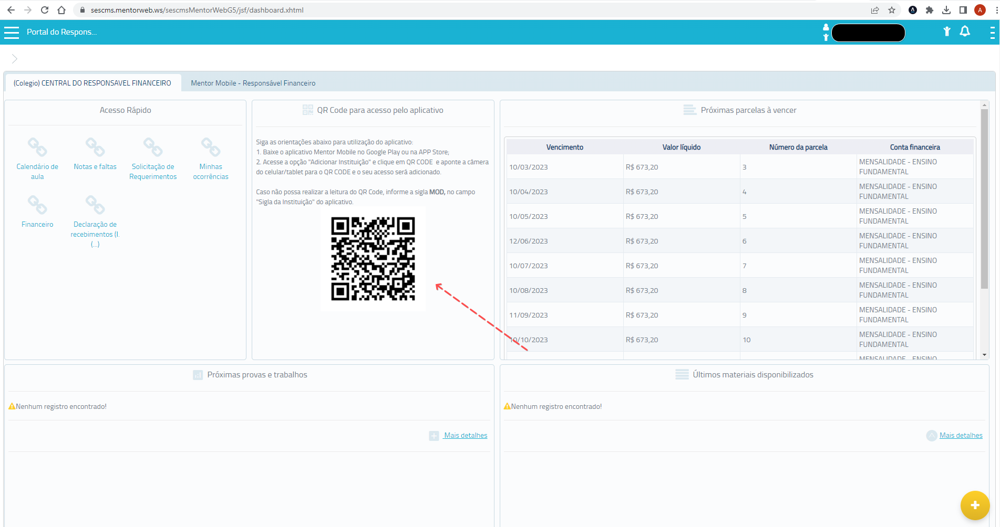 sescms.mentorweb.ws/sescmsMentorWebG5/jsf/dashboard.xhtml
A
Portal do Respons...
(Colegio) CENTRAL DO RESPONSAVEL FINANCEIRO
Mentor Mobile - Responsável Financeiro
Acesso Rápido
Calendário de
aula
Notas e faltas
Solicitação de
Requerimentos
Minhas
ocorrências
Financeiro
Declaração de
recebimentos (I.
(...)
QR Code para acesso pelo aplicativo
Siga as orientações abaixo para utilização do aplicativo:
1. Baixe o aplicativo Mentor Mobile no Google Play ou na APP Store;
2. Acesse a opção "Adicionar Instituição" e clique em QR CODE e aponte a câmera
do celular/tablet para o QR CODE e o seu acesso será adicionado.
Caso não possa realizar a leitura do QR Code, informe a sigla MOD, no campo
"Sigla da Instituição" do aplicativo.
Próximas parcelas à vencer
Vencimento Valor líquido Número da parcela Conta financeira
10/03/2023 R$ 673,20 3 MENSALIDADE - ENSINO
FUNDAMENTAL
10/04/2023 R$ 673,20 4 MENSALIDADE - ENSINO
FUNDAMENTAL
10/05/2023 R$ 673,20 5 MENSALIDADE - ENSINO
FUNDAMENTAL
12/06/2023 R$ 673,20 6 MENSALIDADE - ENSINO
FUNDAMENTAL
10/07/2023 R$ 673,20 7 MENSALIDADE - ENSINO
FUNDAMENTAL
10/08/2023 R$ 673,20 8 MENSALIDADE - ENSINO
FUNDAMENTAL
11/09/2023 R$ 673,20 9 MENSALIDADE - ENSINO
FUNDAMENTAL
10/10/2023 R$ 673,20 10 MENSALIDADE - ENSINO
FUNDAMENTAL
MENSALIDADE - ENSINO
Próximas provas e trabalhos
Nenhum registro encontrado!
Mais detalhes
Últimos materiais disponibilizados
Nenhum registro encontrado!
Mais detalhes